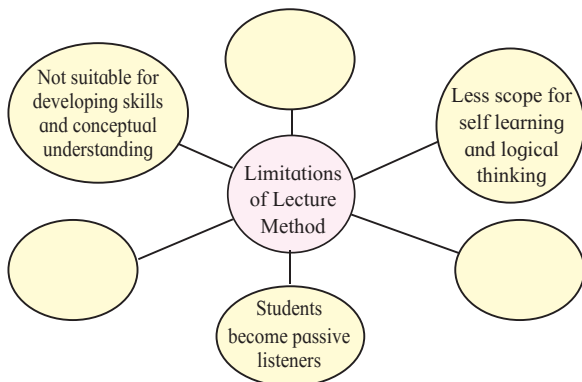 Not suitable for
developing skills
and conceptual
understanding
Less scope for
self learning
and logical
thinking
Limitations
of Lecture
Method
Students
become passive
listeners